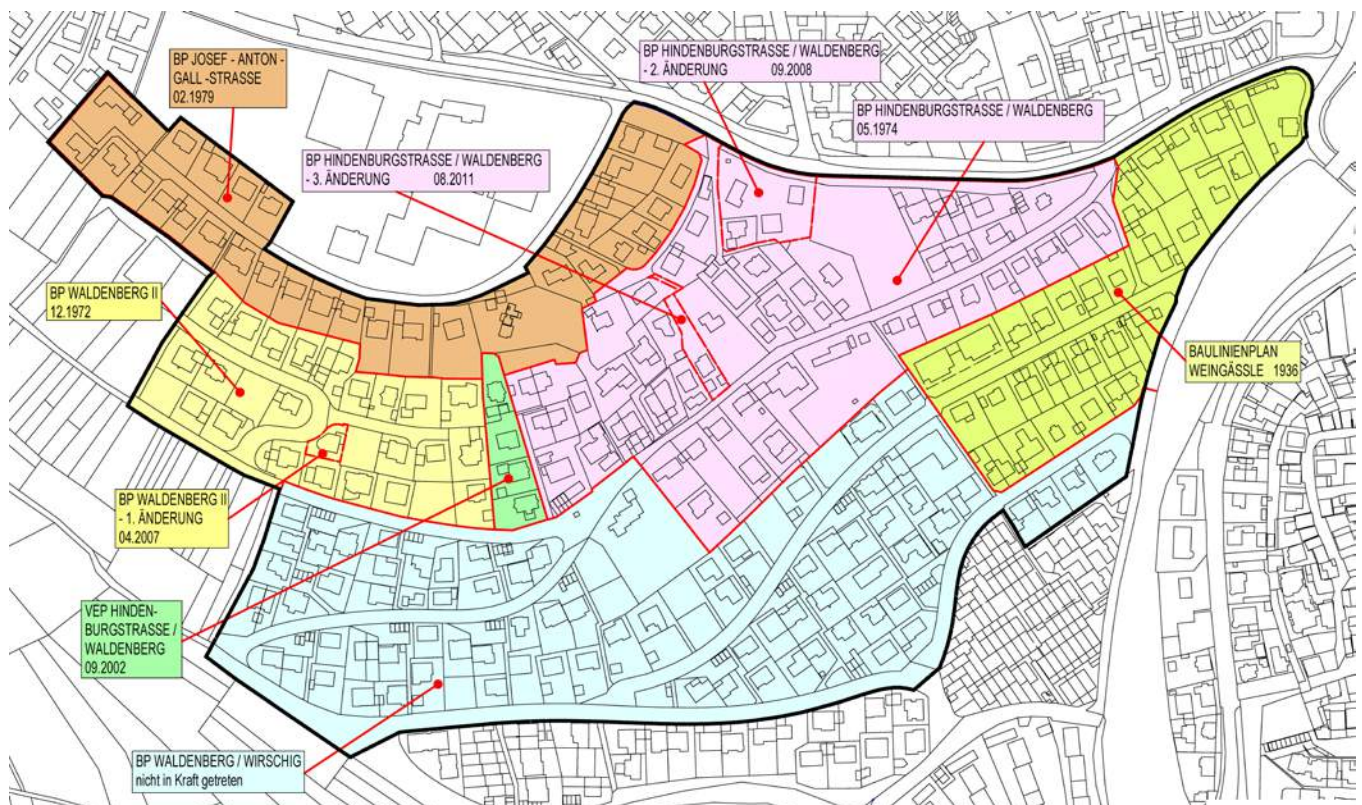 BP JOSEF - ANTON -
GALL -STRASSE
02.1979
BP HINDENBURGSTRASSE / WALDENBERG
- 2. ÄNDERUNG 09.2008
BP HINDENBURGSTRASSE / WALDENBERG
05.1974
BP HINDENBURGSTRASSE / WALDENBERG
- 3. ÄNDERUNG 08.2011
BP WALDENBERG II
12.1972
BAULINIENPLAN
WEINGÄSSLE 1936
BP WALDENBERG II
- 1. ÄNDERUNG
04.2007
VEP HINDEN-
BURGSTRASSE /
WALDENBERG
09.2002
BP WALDENBERG / WIRSCHIG
nicht in Kraft getreten